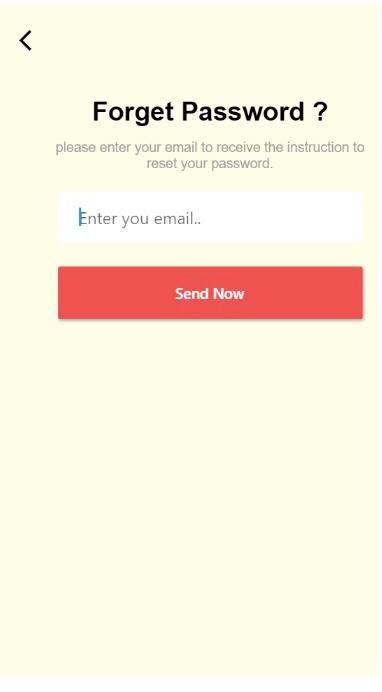 Forget Password ?
please enter your email to receive the instruction to
reset your password.
Enter you email..
Send Now